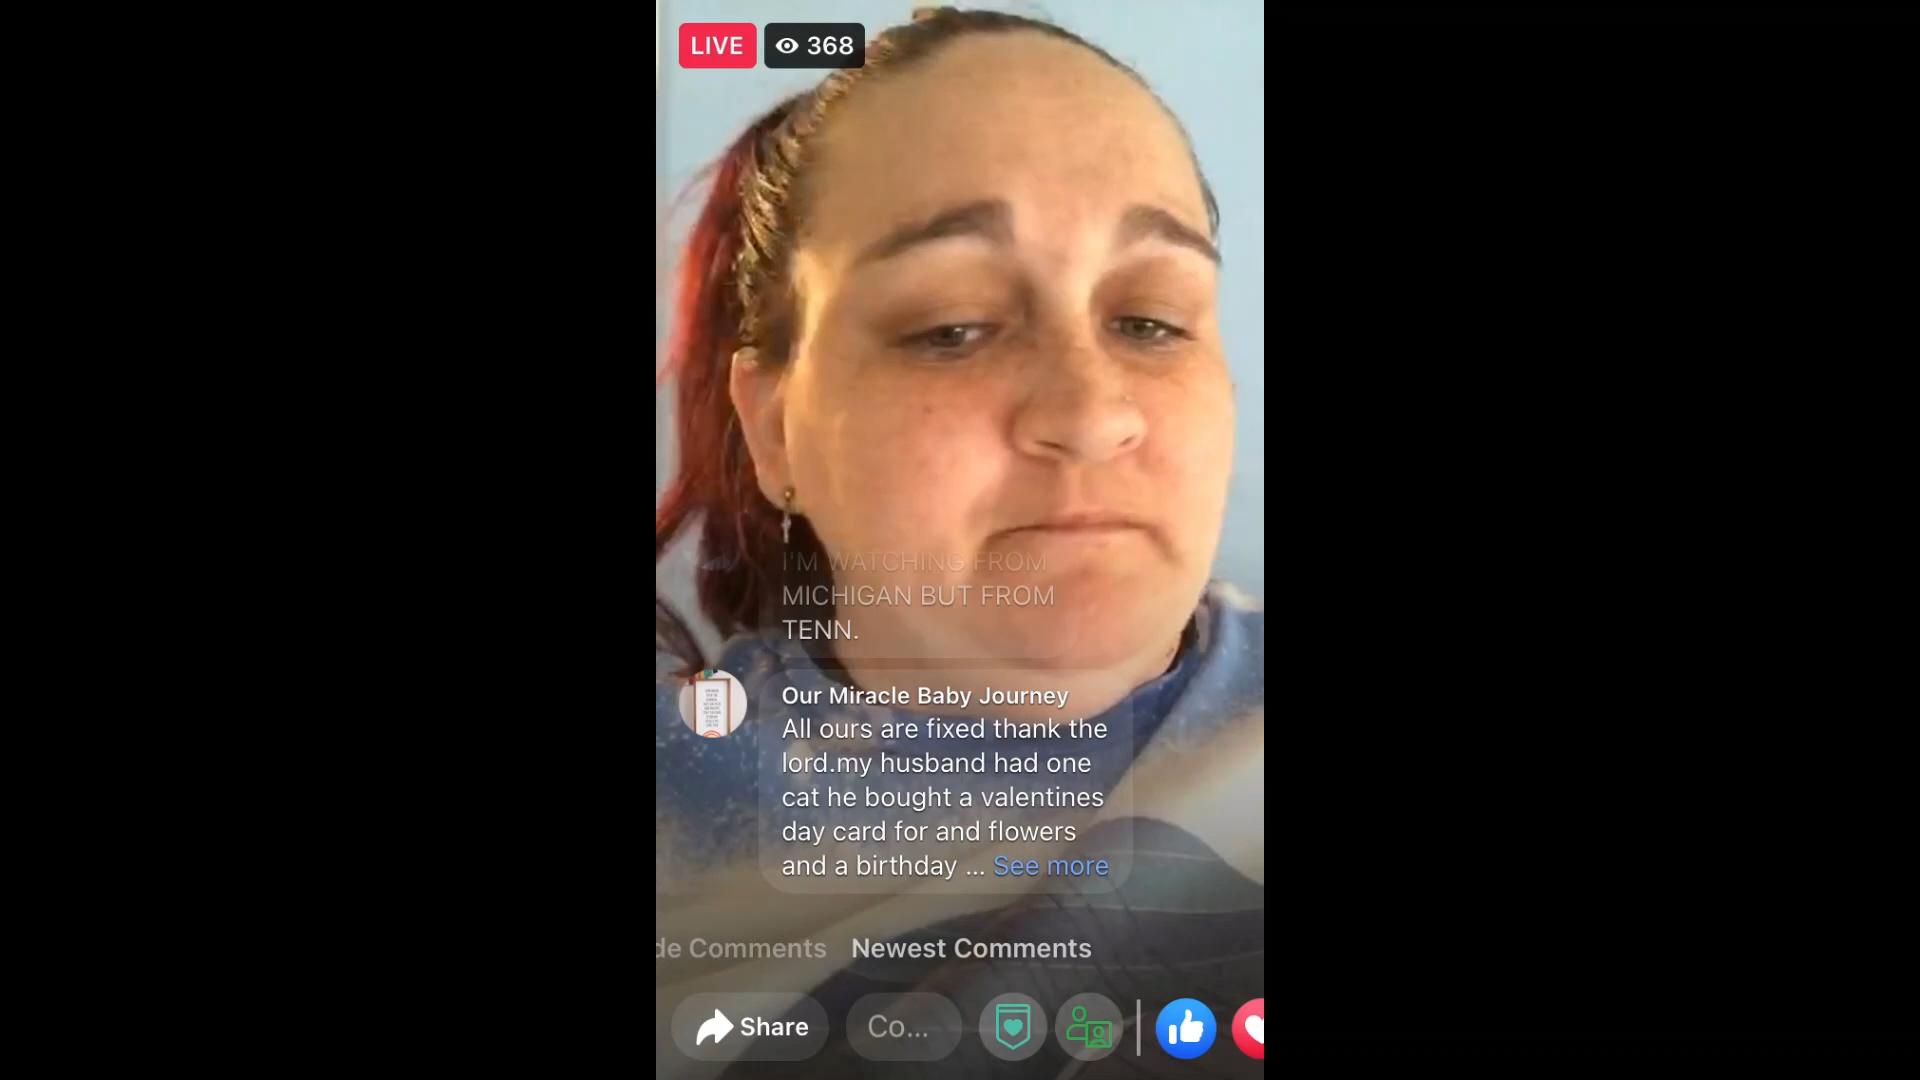 LIVE
368
I'M WATCHING FROM
MICHIGAN BUT FROM
TENN.
Our Miracle Baby Journey
All ours are fixed thank the
lord.my husband had one
cat he bought a valentines
day card for and flowers
and a birthday ... See more
de Comments
Newest Comments
Share
Co...